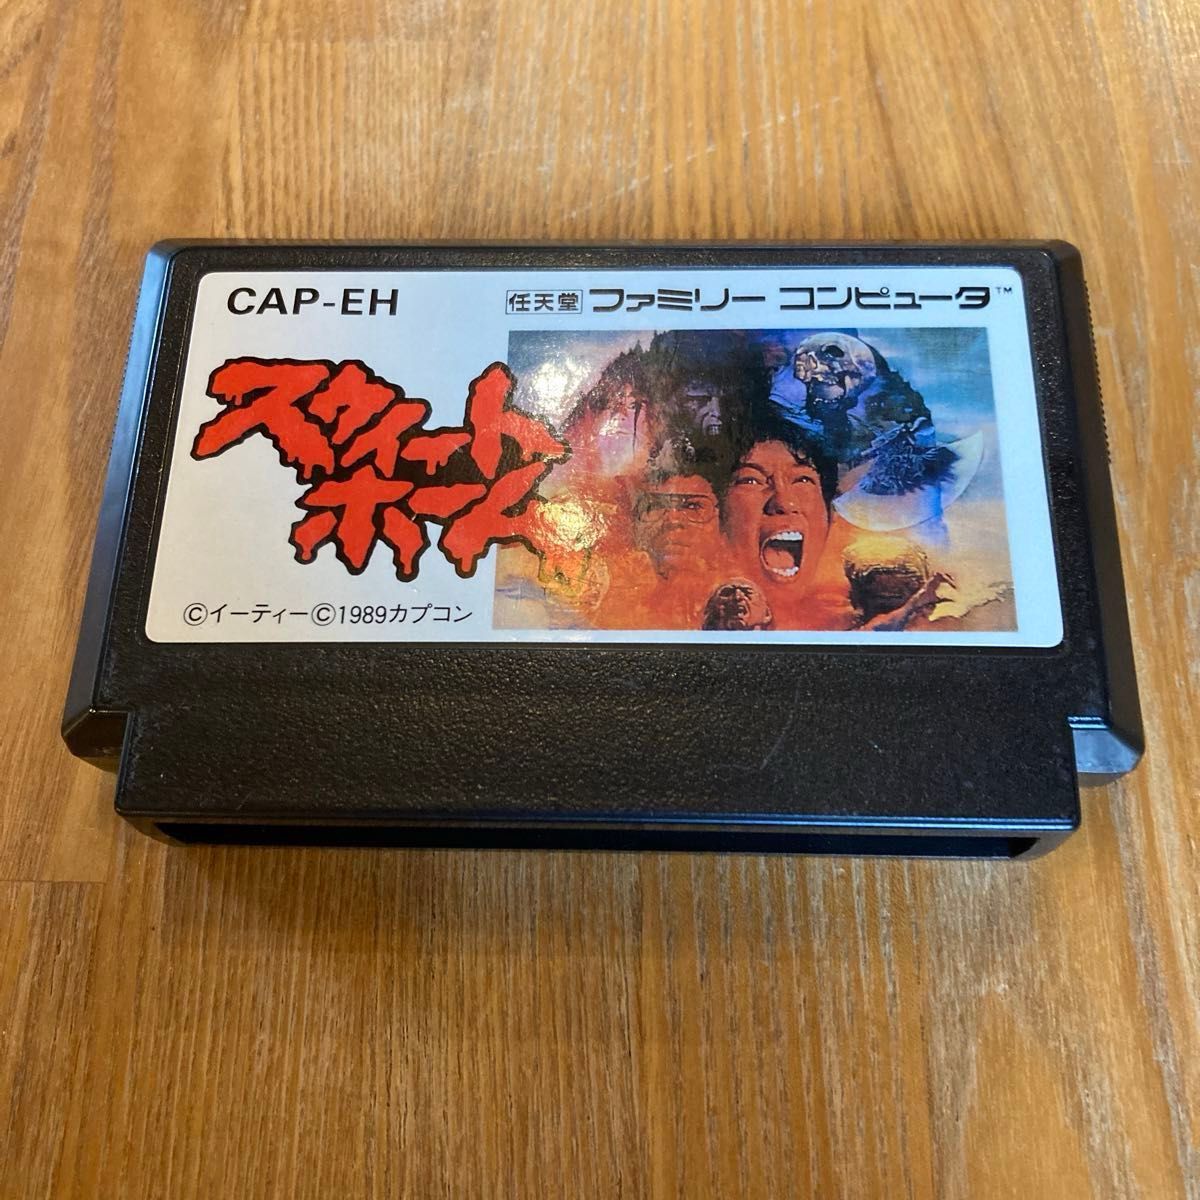 CAP-EH
任天堂 ファミリー コンピュータ™
スウィート
ホーム
©イーティー©1989カプコン